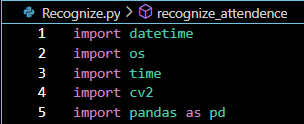 Recognize.py > recognize_attendence
1 import datetime
2 import os
3 import time
4 import cv2
5 import pandas as pd